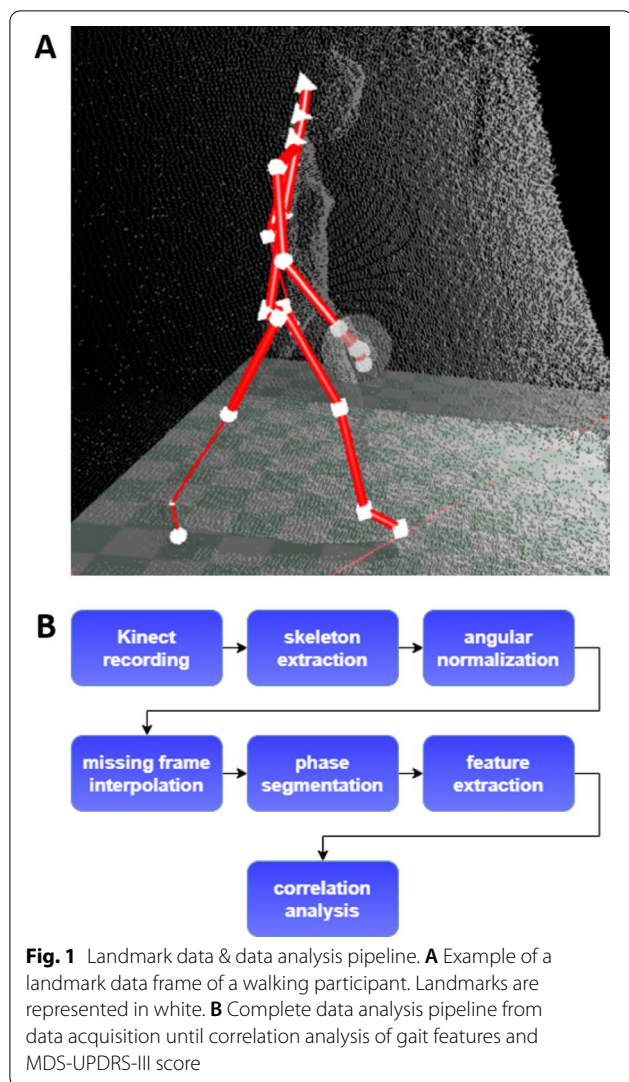 A
B
Kinect
recording
skeleton
extraction
angular
normalization
missing frame
interpolation
phase
segmentation
feature
extraction
correlation
analysis
Fig. 1 Landmark data & data analysis pipeline. A Example of a
landmark data frame of a walking participant. Landmarks are
represented in white. B Complete data analysis pipeline from
data acquisition until correlation analysis of gait features and
MDS-UPDRS-III score